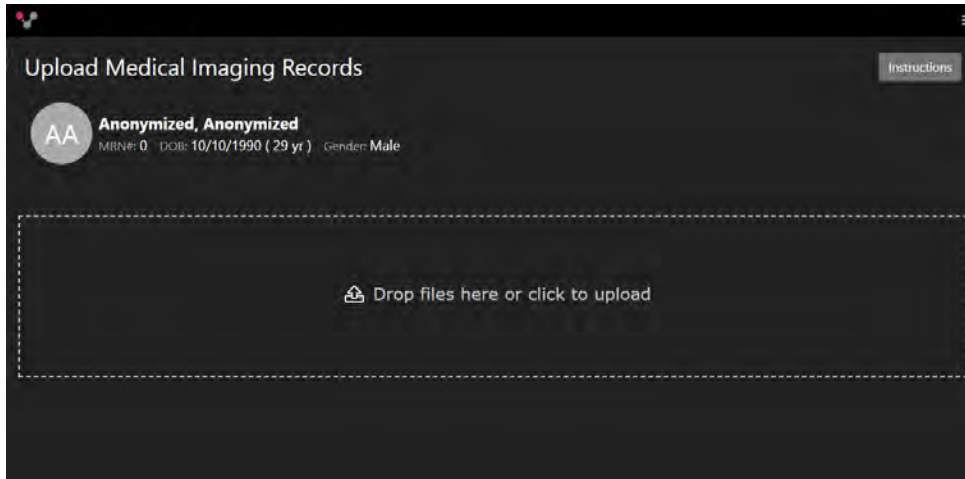 Upload Medical Imaging Records
Instructions
AA
Anonymized, Anonymized
MRN#: 0 DOB: 10/10/1990 ( 29 yr ) Gender: Male
Drop files here or click to upload